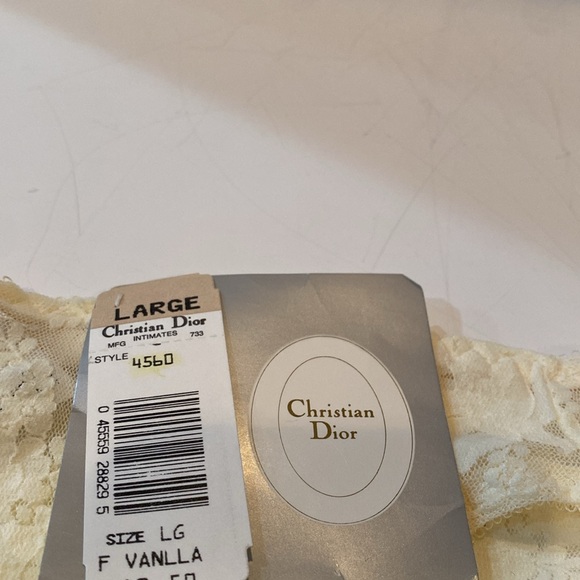 LARGE
Christian Dior
MFG INTIMATES 733
STYLE 4560
0 45559 28829 5
SIZE LG
F VANLLA
Christian
Dior